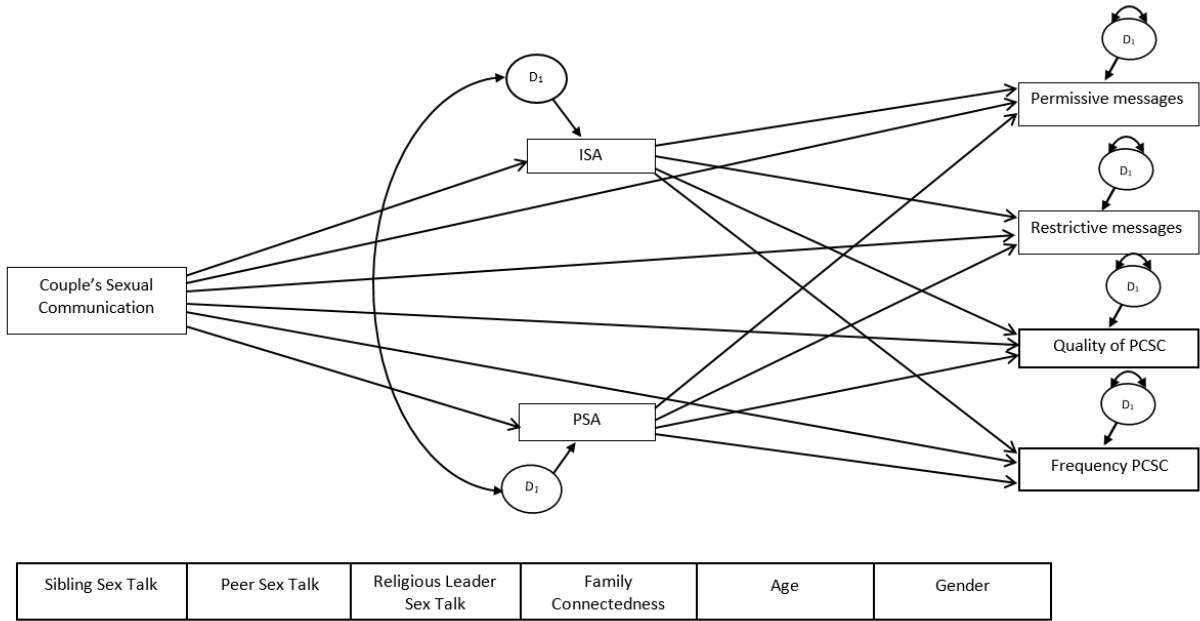 D1
Permissive messages
D1
ISA
D1
Restrictive messages
Couple's Sexual
Communication
D1
Quality of PCSC
D1
PSA
Frequency PCSC
D1
Sibling Sex Talk
Peer Sex Talk
Religious Leader
Sex Talk
Family
Connectedness
Age
Gender